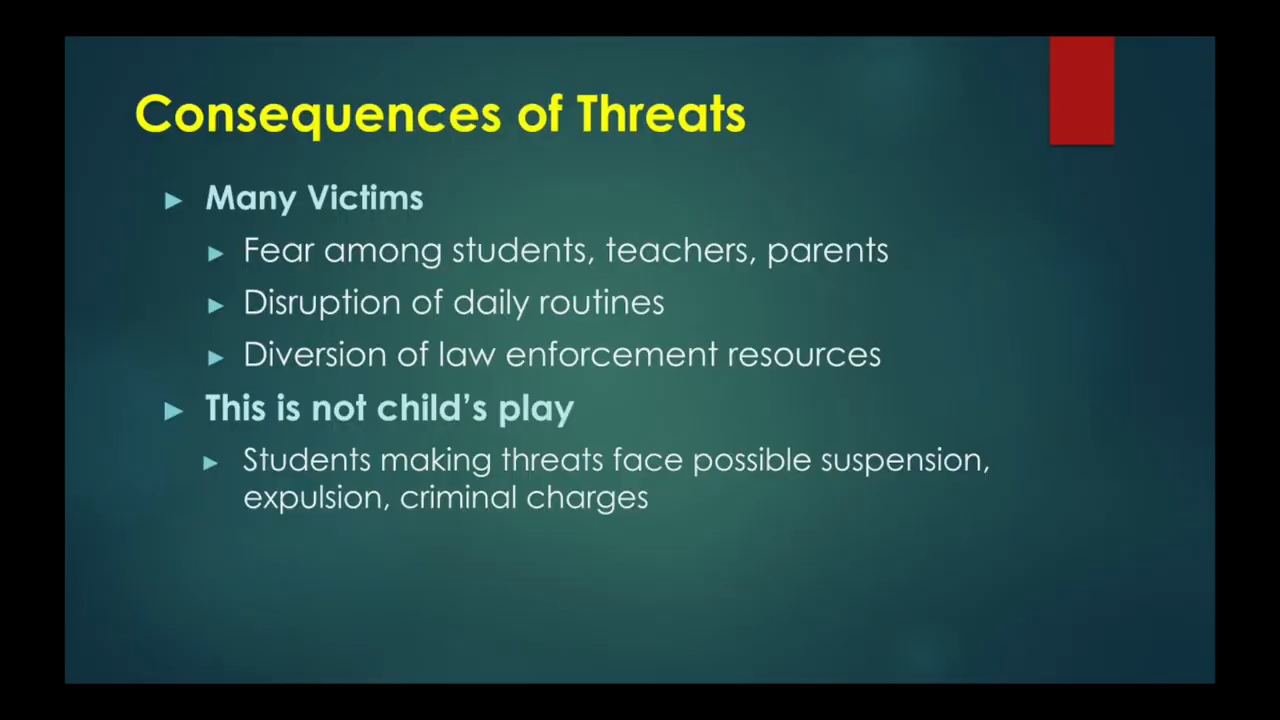 Consequences of Threats
Many Victims
Fear among students, teachers, parents
Disruption of daily routines
Diversion of law enforcement resources
This is not child’s play
Students making threats face possible suspension,
expulsion, criminal charges